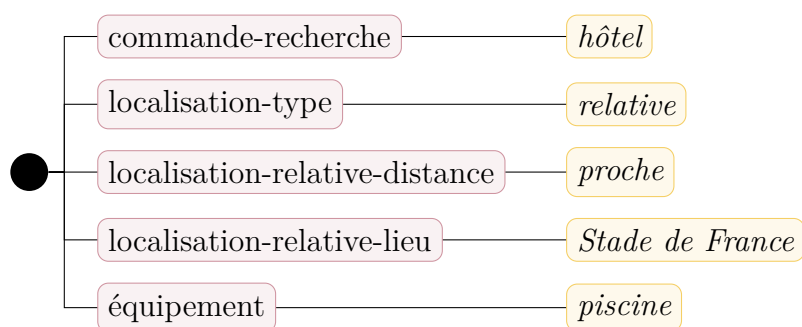 commande-recherche hôtel
localisation-type relative
localisation-relative-distance proche
localisation-relative-lieu Stade de France
équipement piscine